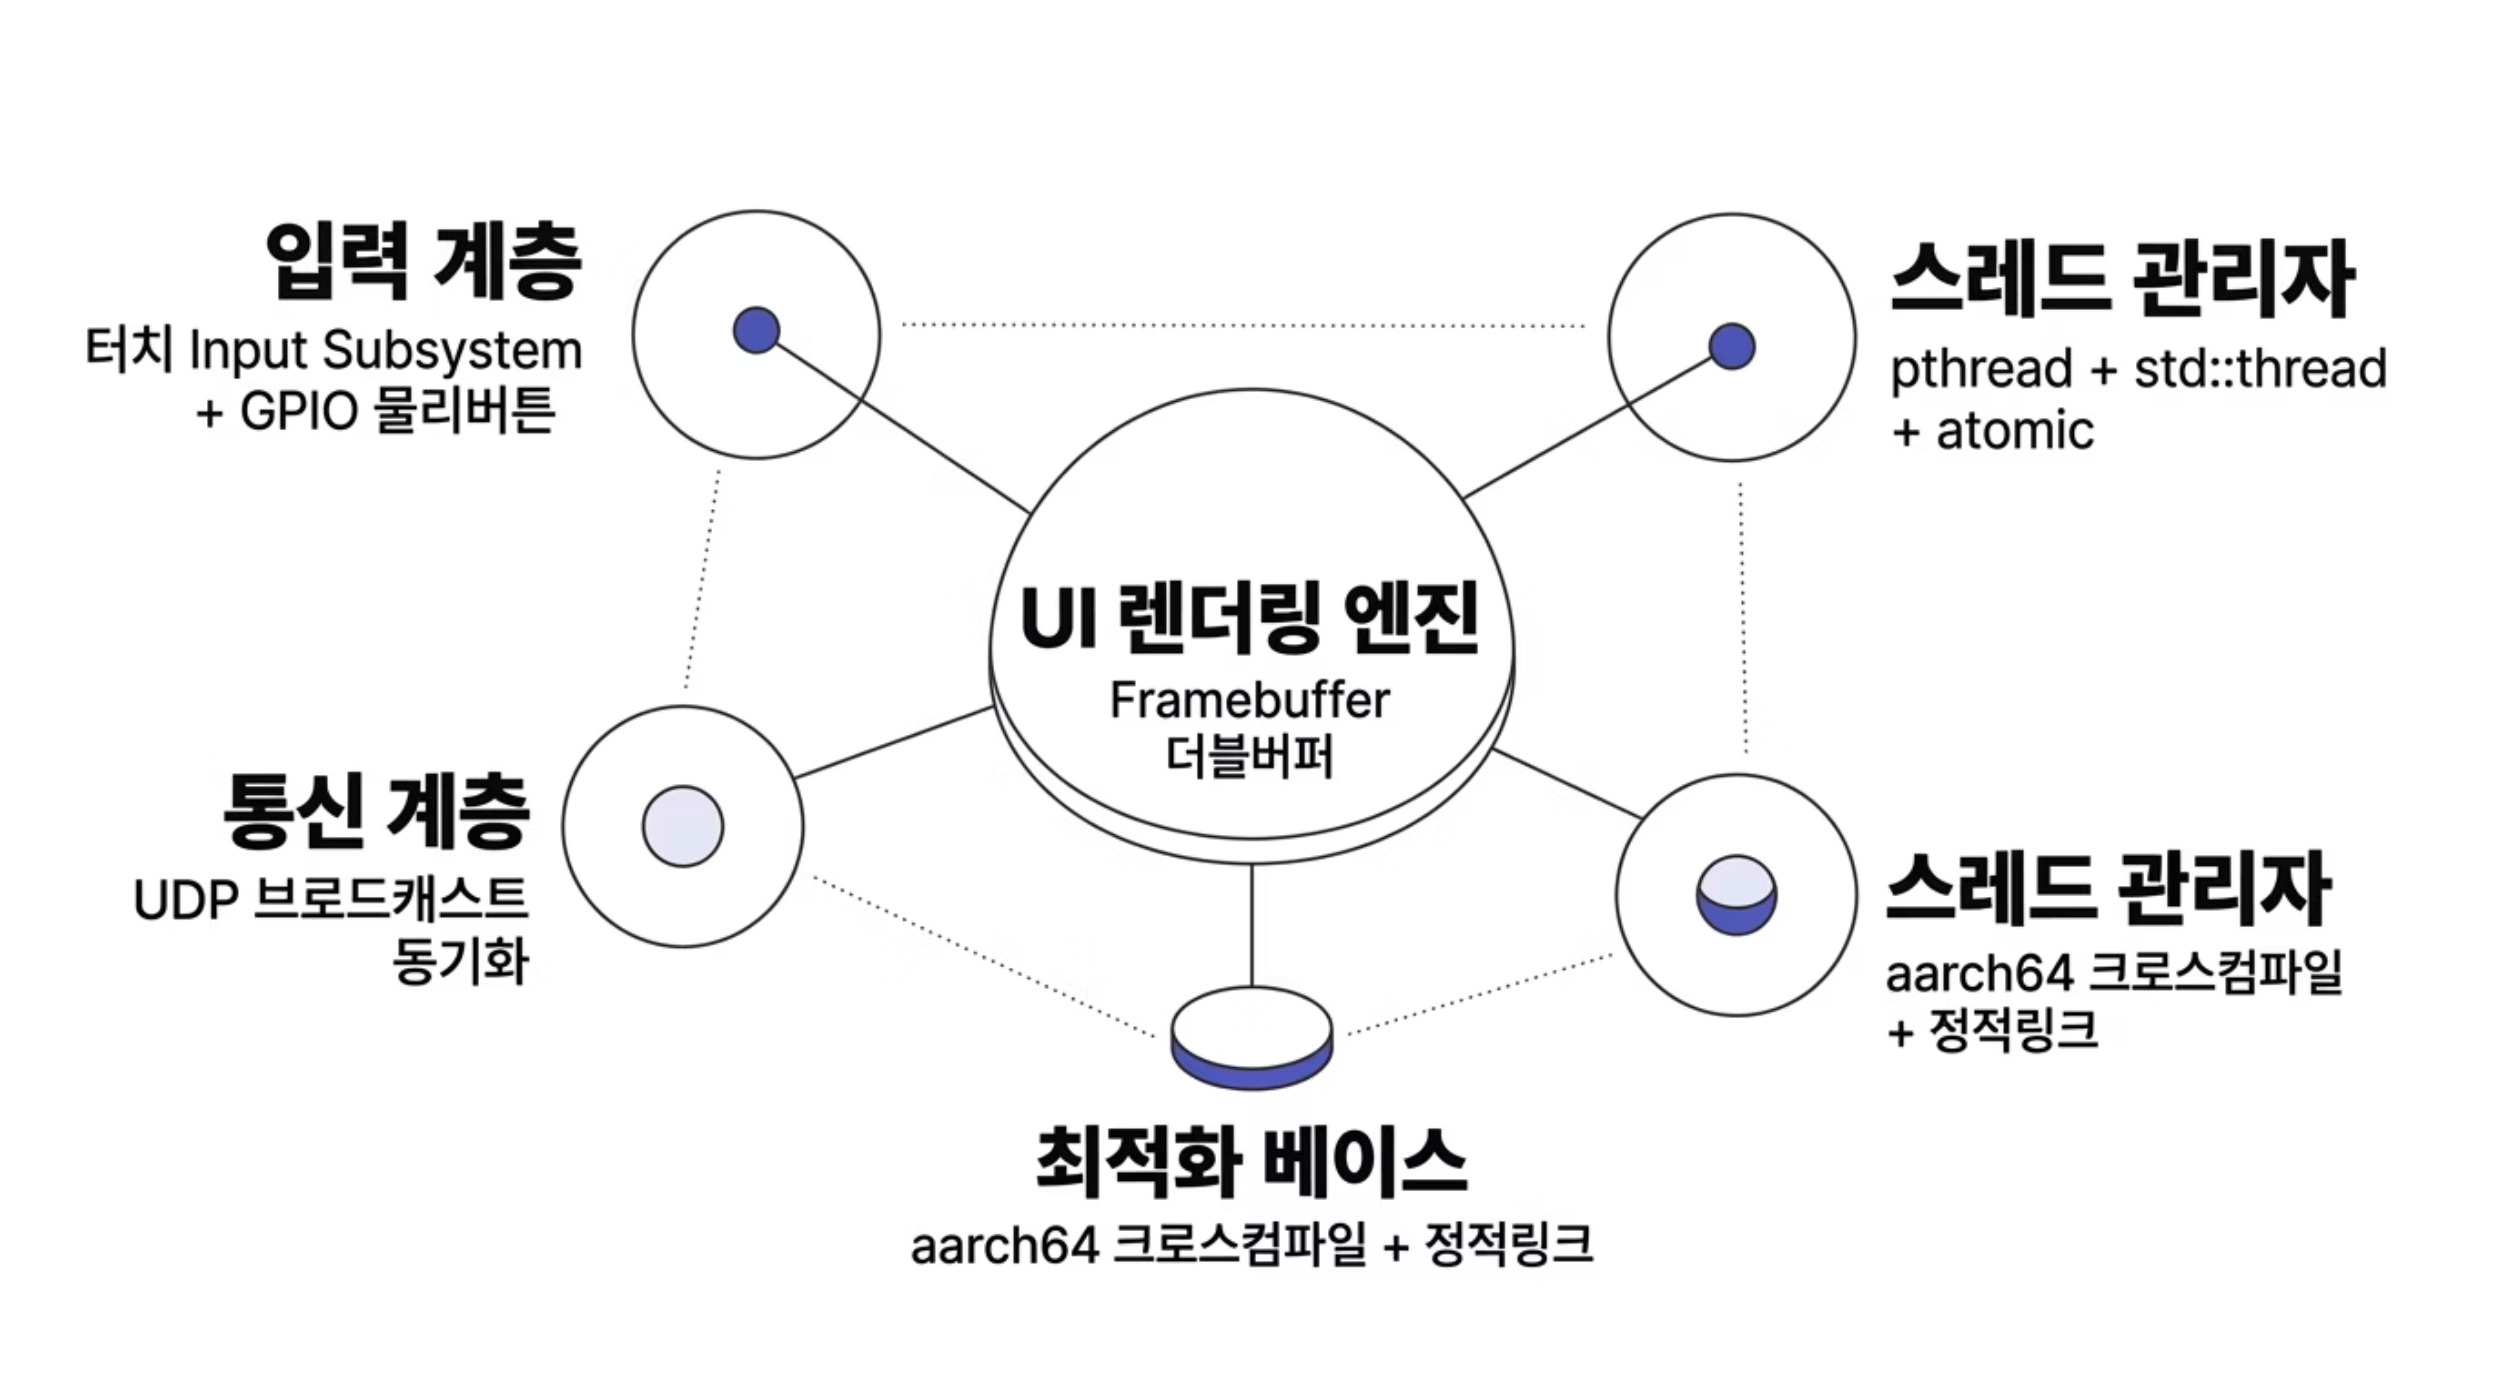 입력 계층
터치 Input Subsystem
+ GPIO 물리버튼
스레드 관리자
pthread + std::thread
+ atomic
UI 렌더링 엔진
Framebuffer
더블버퍼
통신 계층
UDP 브로드캐스트
동기화
스레드 관리자
aarch64 크로스컴파일
+ 정적링크
최적화 베이스
aarch64 크로스컴파일 + 정적링크